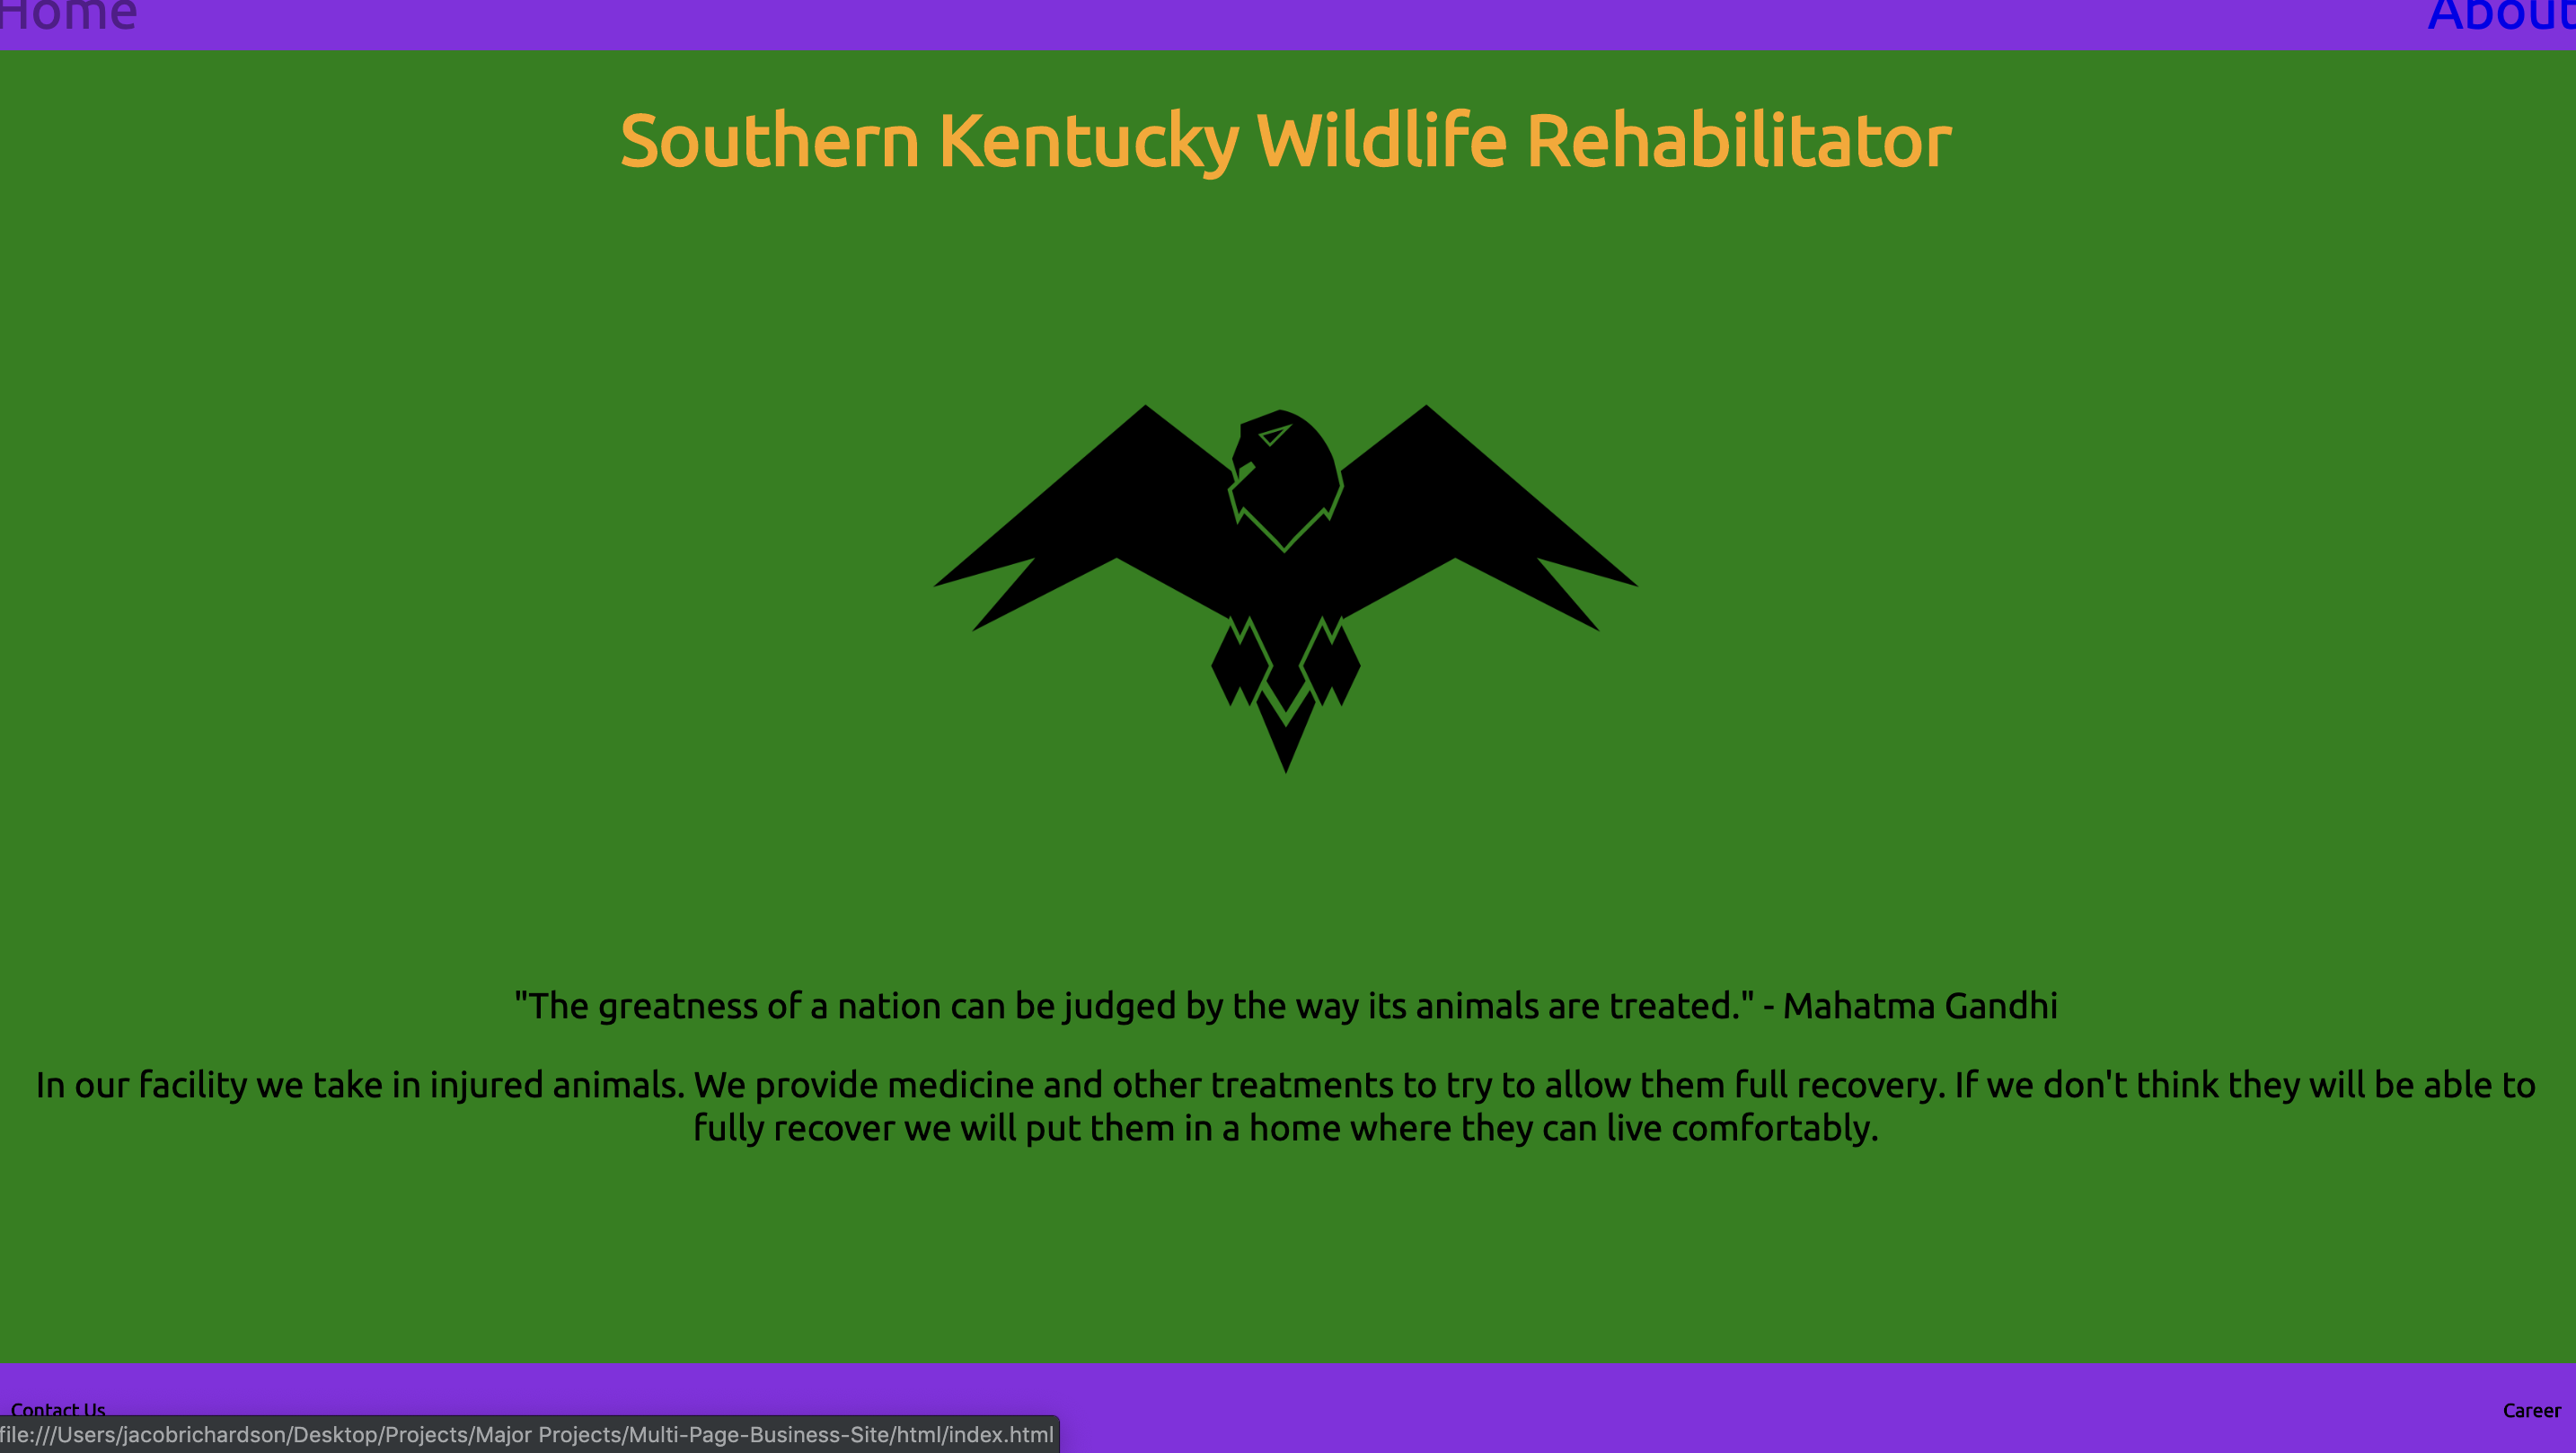 Home About
Southern Kentucky Wildlife Rehabilitator
"The greatness of a nation can be judged by the way its animals are treated." - Mahatma Gandhi
In our facility we take in injured animals. We provide medicine and other treatments to try to allow them full recovery. If we don't think they will be able to
fully recover we will put them in a home where they can live comfortably.
Contact Us Career
file:///Users/jacobrichardson/Desktop/Projects/Major Projects/Multi-Page-Business-Site/html/index.html